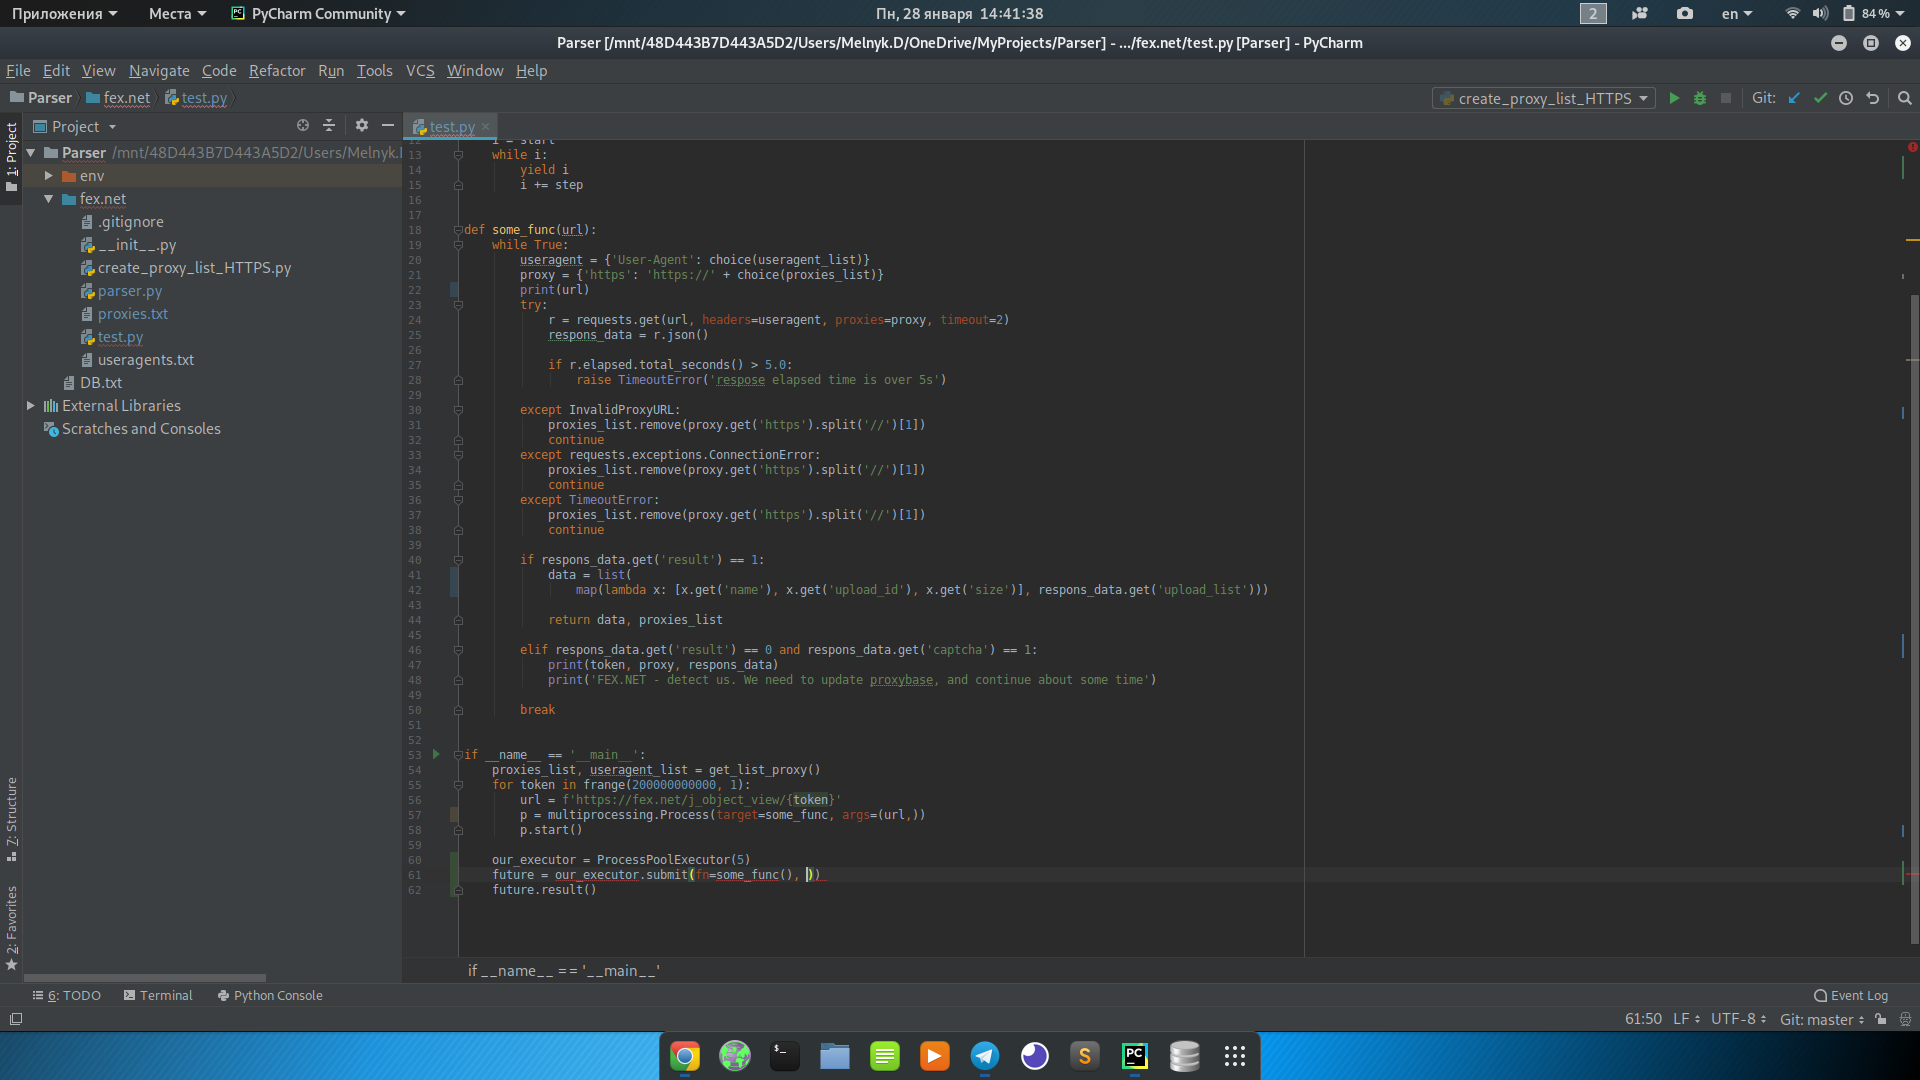 Приложения
Места
PyCharm Community
Пн, 28 января 14:41:38
2
en
84 %
Parser [/mnt/48D443B7D443A5D2/Users/Melnyk.D/OneDrive/MyProjects/Parser] - .../fex.net/test.py [Parser] - PyCharm
File Edit View Navigate Code Refactor Run Tools VCS Window Help
Parser fex.net test.py
create_proxy_list_HTTPS
Git:
1: Project
Project
Parser /mnt/48D443B7D443A5D2/Users/Melnyk.
env
fex.net
.gitignore
__init__.py
create_proxy_list_HTTPS.py
parser.py
proxies.txt
test.py
useragents.txt
DB.txt
External Libraries
Scratches and Consoles
7: Structure
2: Favorites
test.py
12 i = start
13 while i:
14 yield i
15 i += step
16
17
18 def some_func(url):
19 while True:
20 useragent = {'User-Agent': choice(useragent_list)}
21 proxy = {'https': 'https://' + choice(proxies_list)}
22 print(url)
23 try:
24 r = requests.get(url, headers=useragent, proxies=proxy, timeout=2)
25 respons_data = r.json()
26
27 if r.elapsed.total_seconds() > 5.0:
28 raise TimeoutError('respose elapsed time is over 5s')
29
30 except InvalidProxyURL:
31 proxies_list.remove(proxy.get('https').split('//')[1])
32 continue
33 except requests.exceptions.ConnectionError:
34 proxies_list.remove(proxy.get('https').split('//')[1])
35 continue
36 except TimeoutError:
37 proxies_list.remove(proxy.get('https').split('//')[1])
38 continue
39
40 if respons_data.get('result') == 1:
41 data = list(
42 map(lambda x: [x.get('name'), x.get('upload_id'), x.get('size')], respons_data.get('upload_list')))
43
44 return data, proxies_list
45
46 elif respons_data.get('result') == 0 and respons_data.get('captcha') == 1:
47 print(token, proxy, respons_data)
48 print('FEX.NET - detect us. We need to update proxybase, and continue about some time')
49
50 break
51
52
53 if __name__ == '__main__':
54 proxies_list, useragent_list = get_list_proxy()
55 for token in frange(200000000000, 1):
56 url = f'https://fex.net/j_object_view/{token}'
57 p = multiprocessing.Process(target=some_func, args=(url,))
58 p.start()
59
60 our_executor = ProcessPoolExecutor(5)
61 future = our_executor.submit(fn=some_func(), ))
62 future.result()
if __name__ == '__main__'
6: TODO Terminal Python Console Event Log
61:50 LF UTF-8 Git: master
$_
S
PC